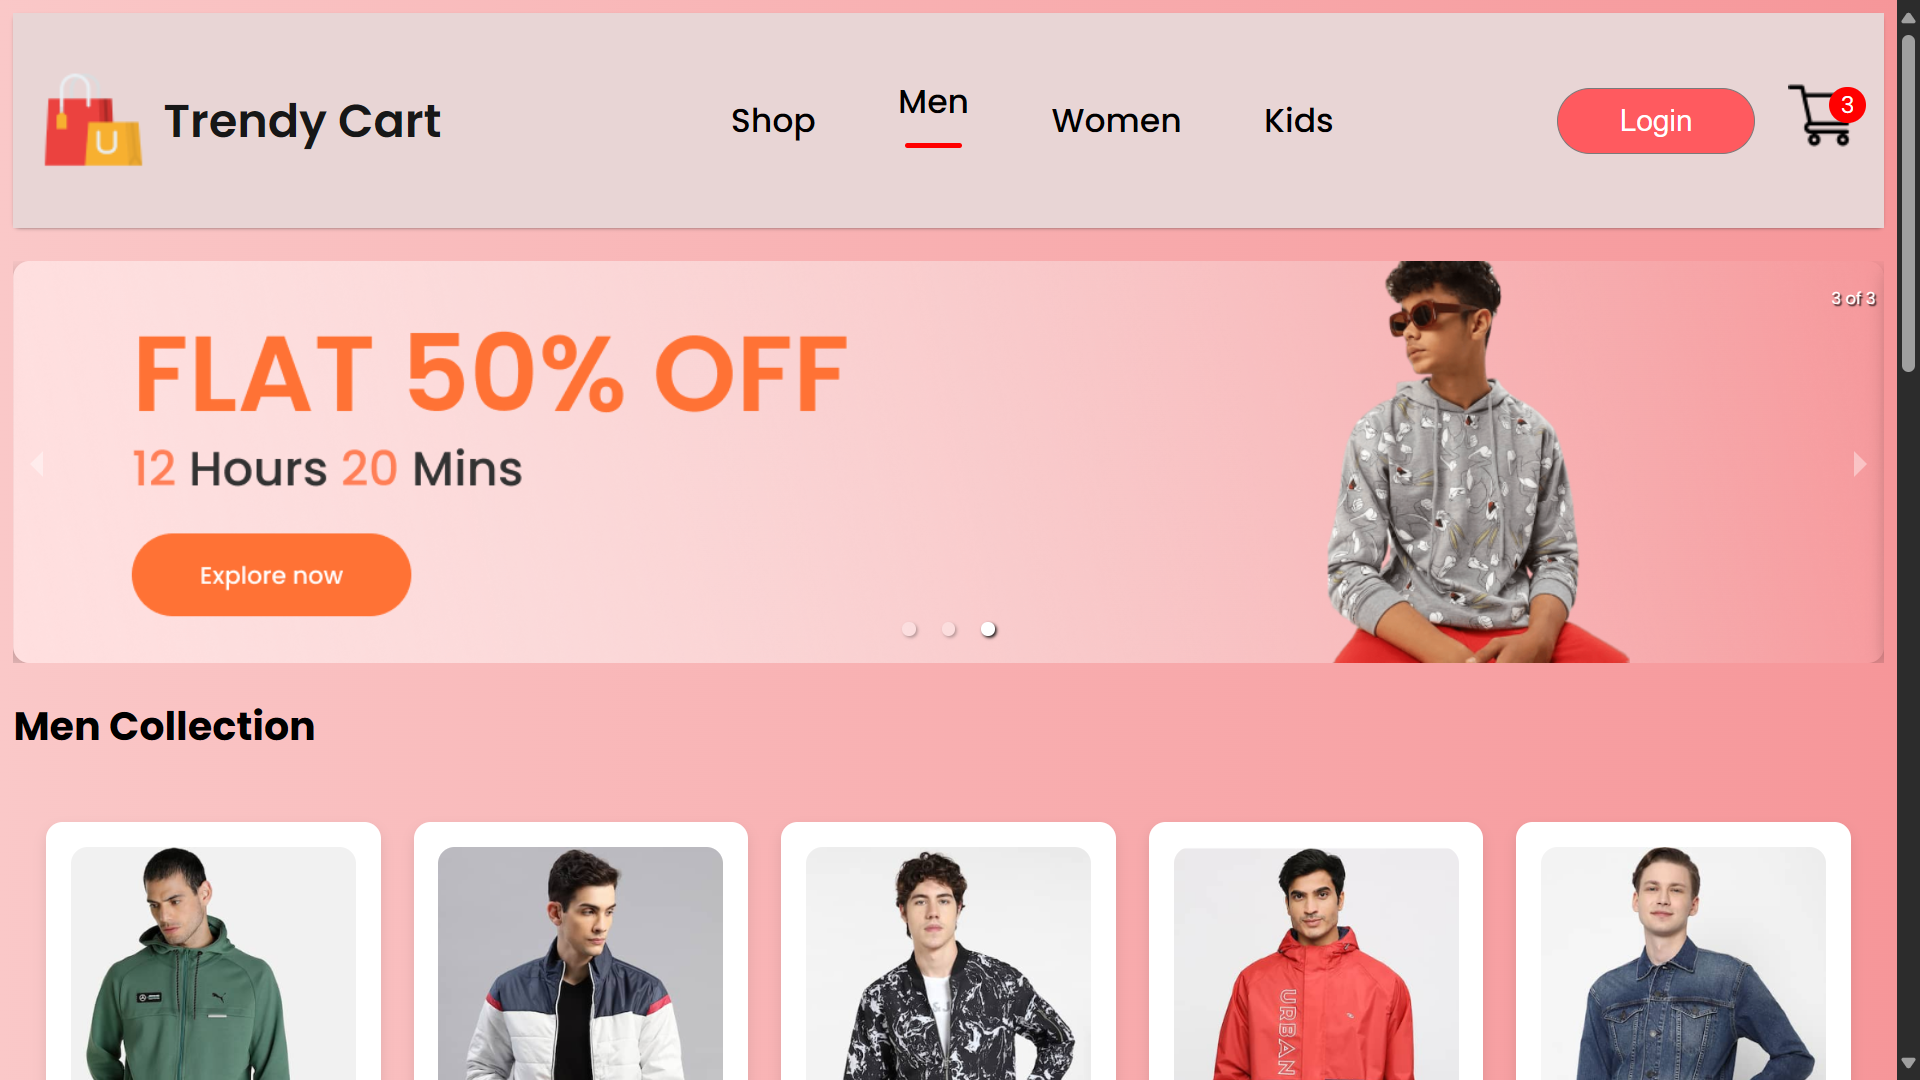 Trendy Cart
Shop
Men
Women
Kids
Login
3
3 of 3
FLAT 50% OFF
12 Hours 20 Mins
Explore now
Men Collection
URBAN